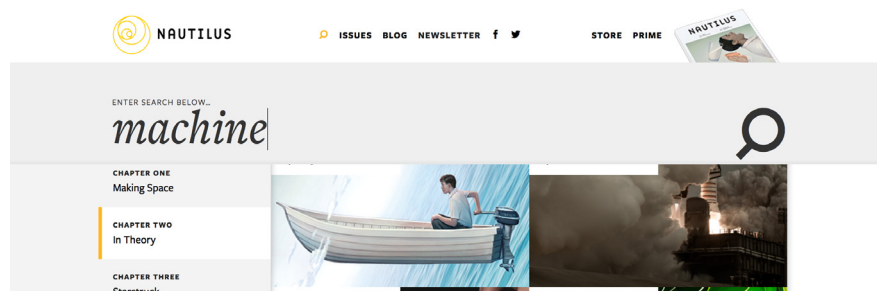 NAUTILUS
ISSUES BLOG NEWSLETTER
STORE PRIME
NAUTILUS
ENTER SEARCH BELOW...
machine
CHAPTER ONE
Making Space
CHAPTER TWO
In Theory
CHAPTER THREE